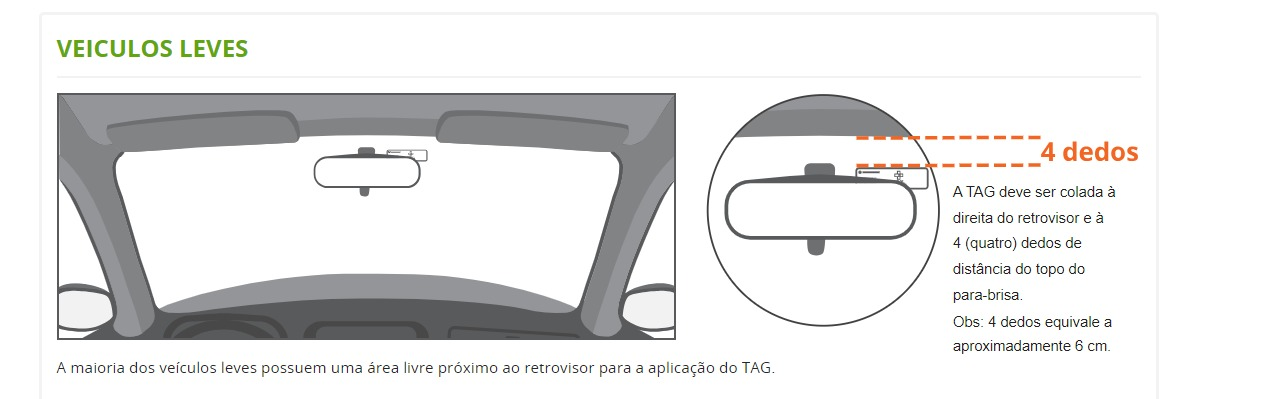 VEICULOS LEVES
4 dedos
A TAG deve ser colada à
direita do retrovisor e à
4 (quatro) dedos de
distância do topo do
para-brisa.
Obs: 4 dedos equivale a
aproximadamente 6 cm.
A maioria dos veículos leves possuem uma área livre próximo ao retrovisor para a aplicação do TAG.